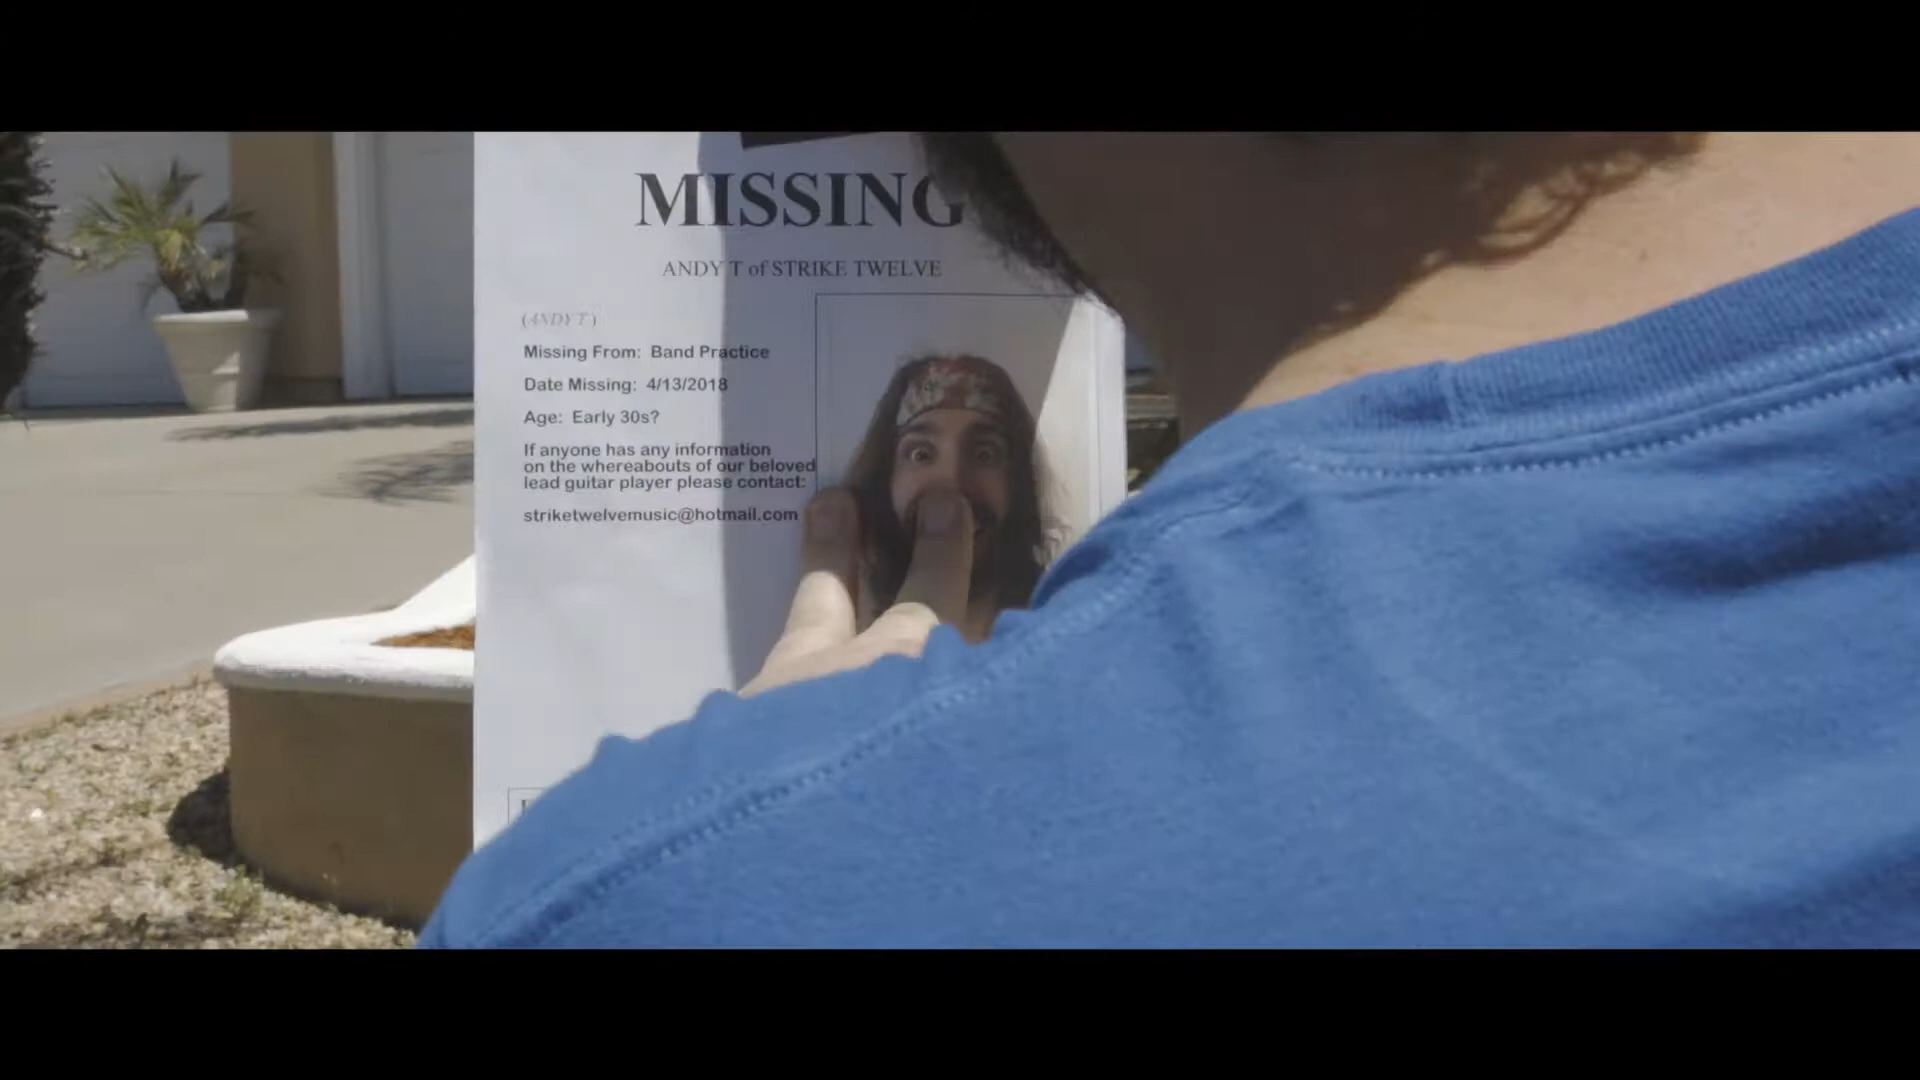 MISSING
ANDY T of STRIKE TWELVE
(ANDY T)
Missing From: Band Practice
Date Missing: 4/13/2018
Age: Early 30s?
If anyone has any information
on the whereabouts of our beloved
lead guitar player please contact:
striketwelvemusic@hotmail.com